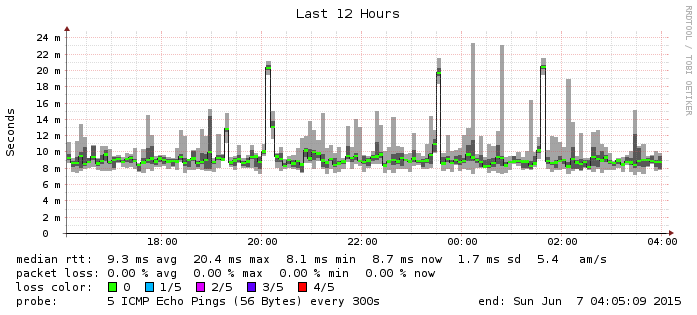 Last 12 Hours
RRDTOOL / TOBI OETIKER
Seconds
24 m
22 m
20 m
18 m
16 m
14 m
12 m
10 m
8 m
6 m
4 m
2 m
0
18:00 20:00 22:00 00:00 02:00 04:00
median rtt: 9.3 ms avg 20.4 ms max 8.1 ms min 8.7 ms now 1.7 ms sd 5.4 am/s
packet loss: 0.00 % avg 0.00 % max 0.00 % min 0.00 % now
loss color: 0 1/5 2/5 3/5 4/5
probe: 5 ICMP Echo Pings (56 Bytes) every 300s end: Sun Jun 7 04:05:09 2015